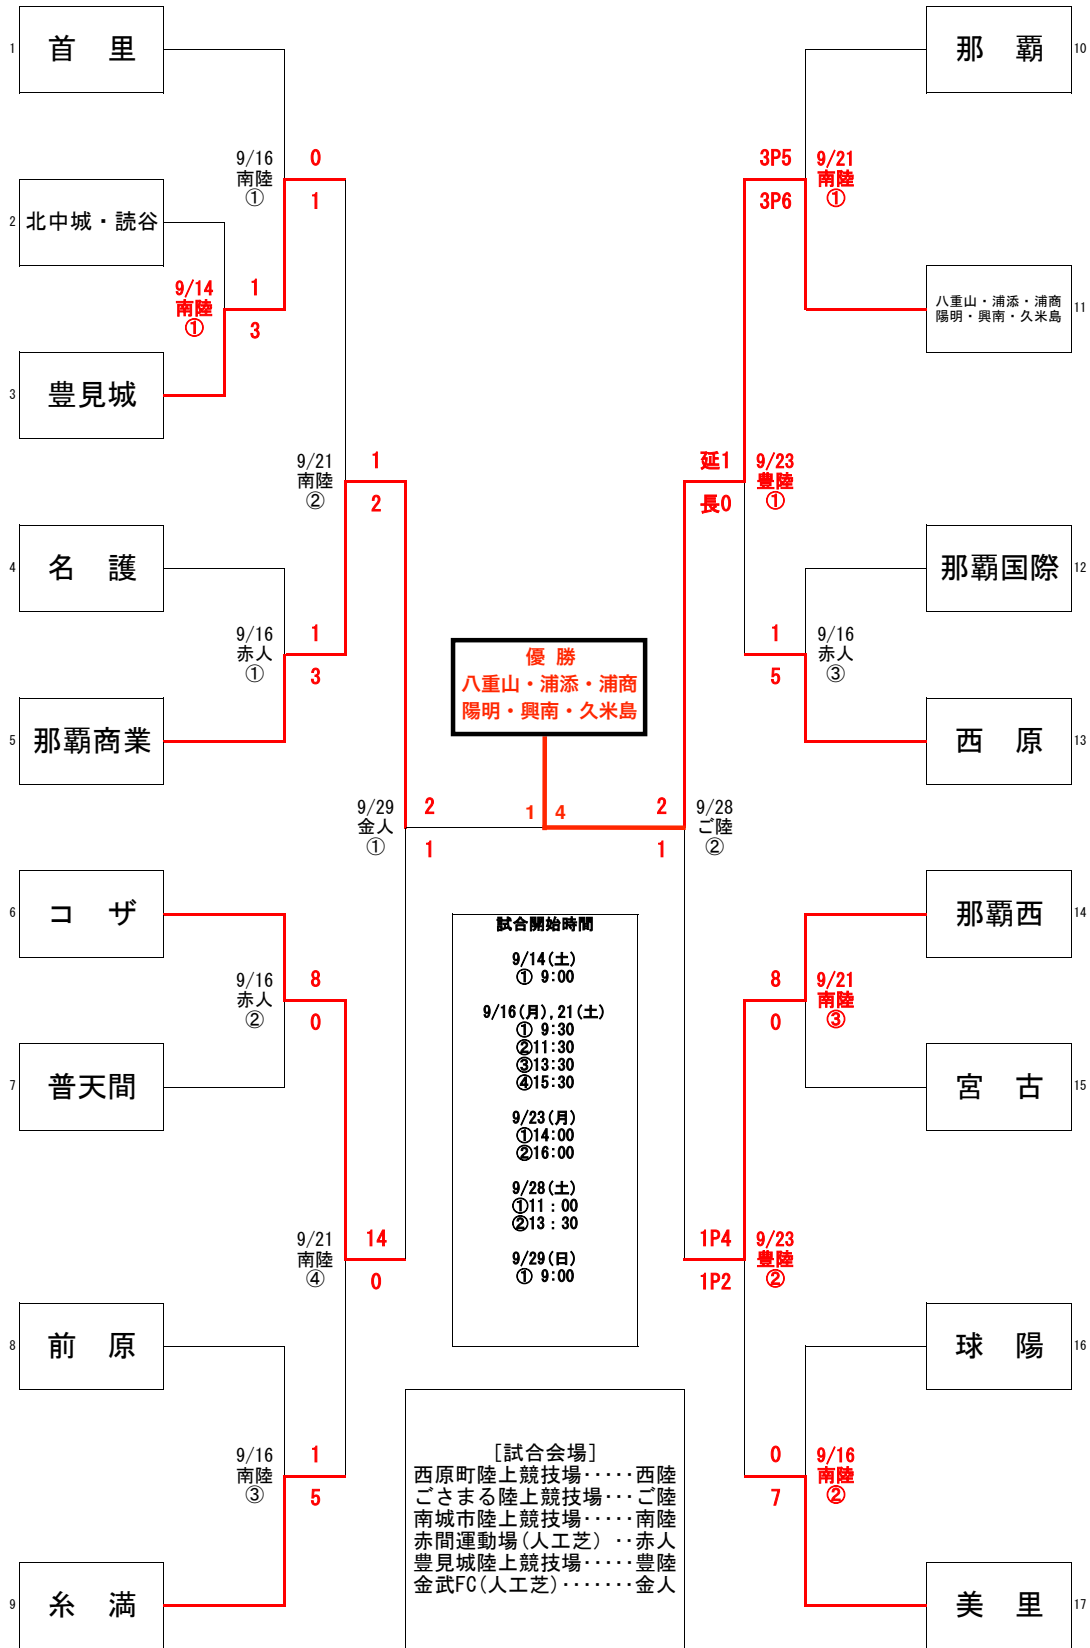 1
首　里
10
那　覇
9/16
南陸
①
0
1
3P5
3P6
9/21
南陸
①
2
北中城・読谷
9/14
南陸
①
1
3
11
八重山・浦添・浦商
陽明・興南・久米島
3
豊見城
9/21
南陸
②
1
2
延1
長0
9/23
豊陸
①
4
名　護
12
那覇国際
9/16
赤人
①
1
3
1
5
9/16
赤人
③
優 勝
八重山・浦添・浦商
陽明・興南・久米島
5
那覇商業
13
西　原
9/29
金人
①
2
1
1 4
2
1
9/28
ご陸
②
6
コ　ザ
14
那覇西
9/16
赤人
②
8
0
8
0
9/21
南陸
③
7
普天間
15
宮　古
試合開始時間
9/14(土)
① 9:00
9/16(月),21(土)
① 9:30
②11:30
③13:30
④15:30
9/23(月)
①14:00
②16:00
9/28(土)
①11：00
②13：30
9/29(日)
① 9:00
9/21
南陸
④
14
0
1P4
1P2
9/23
豊陸
②
8
前　原
16
球　陽
9/16
南陸
③
1
5
0
7
9/16
南陸
②
[試合会場]
西原町陸上競技場‥‥‥西陸
ごさまる陸上競技場‥‥ご陸
南城市陸上競技場‥‥‥南陸
赤間運動場(人工芝) ‥赤人
豊見城陸上競技場‥‥‥豊陸
金武FC(人工芝)‥‥‥‥金人
9
糸　満
17
美　里